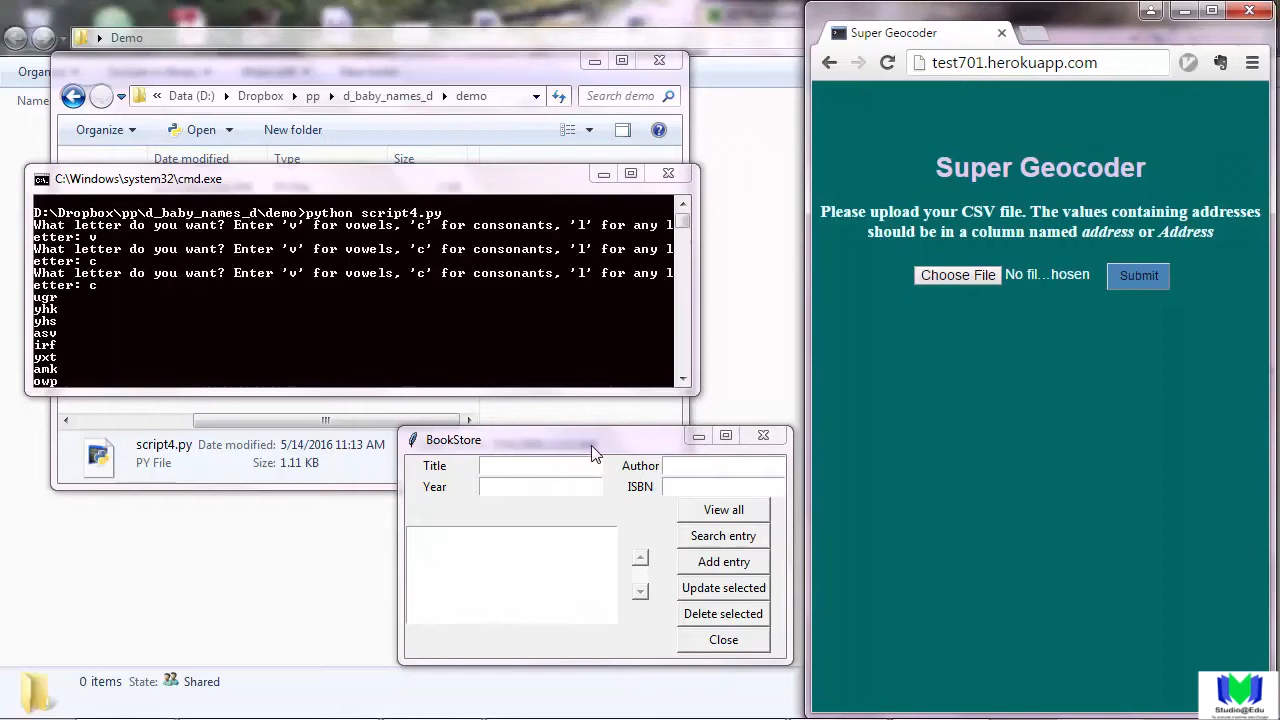 Dem
Organ
Name
« Data (D:) ▸ Dropbox ▸ pp ▸ d_baby_names_d ▸ demo
Search demo
Organize
Open
New folder
Date modified
Type
Size
C:\Windows\system32\cmd.exe
D:\Dropbox\pp\d_baby_names_d\demo>python script4.py
What letter do you want? Enter 'v' for vowels, 'c' for consonants, 'l' for any l
etter: v
What letter do you want? Enter 'v' for vowels, 'c' for consonants, 'l' for any l
etter: c
What letter do you want? Enter 'v' for vowels, 'c' for consonants, 'l' for any l
etter: c
ugr
yhk
yhs
asv
irf
yxt
amk
owp
script4.py
Date modified: 5/14/2016 11:13 AM
PY File
Size: 1.11 KB
BookStore
Title
Author
Year
ISBN
View all
Search entry
Add entry
Update selected
Delete selected
Close
items
State:
Shared
Super Geocoder
test701.herokuapp.com
Super Geocoder
Please upload your CSV file. The values containing addresses
should be in a column named address or Address
Choose File No fil...hosen
Submit
Studio@Edu